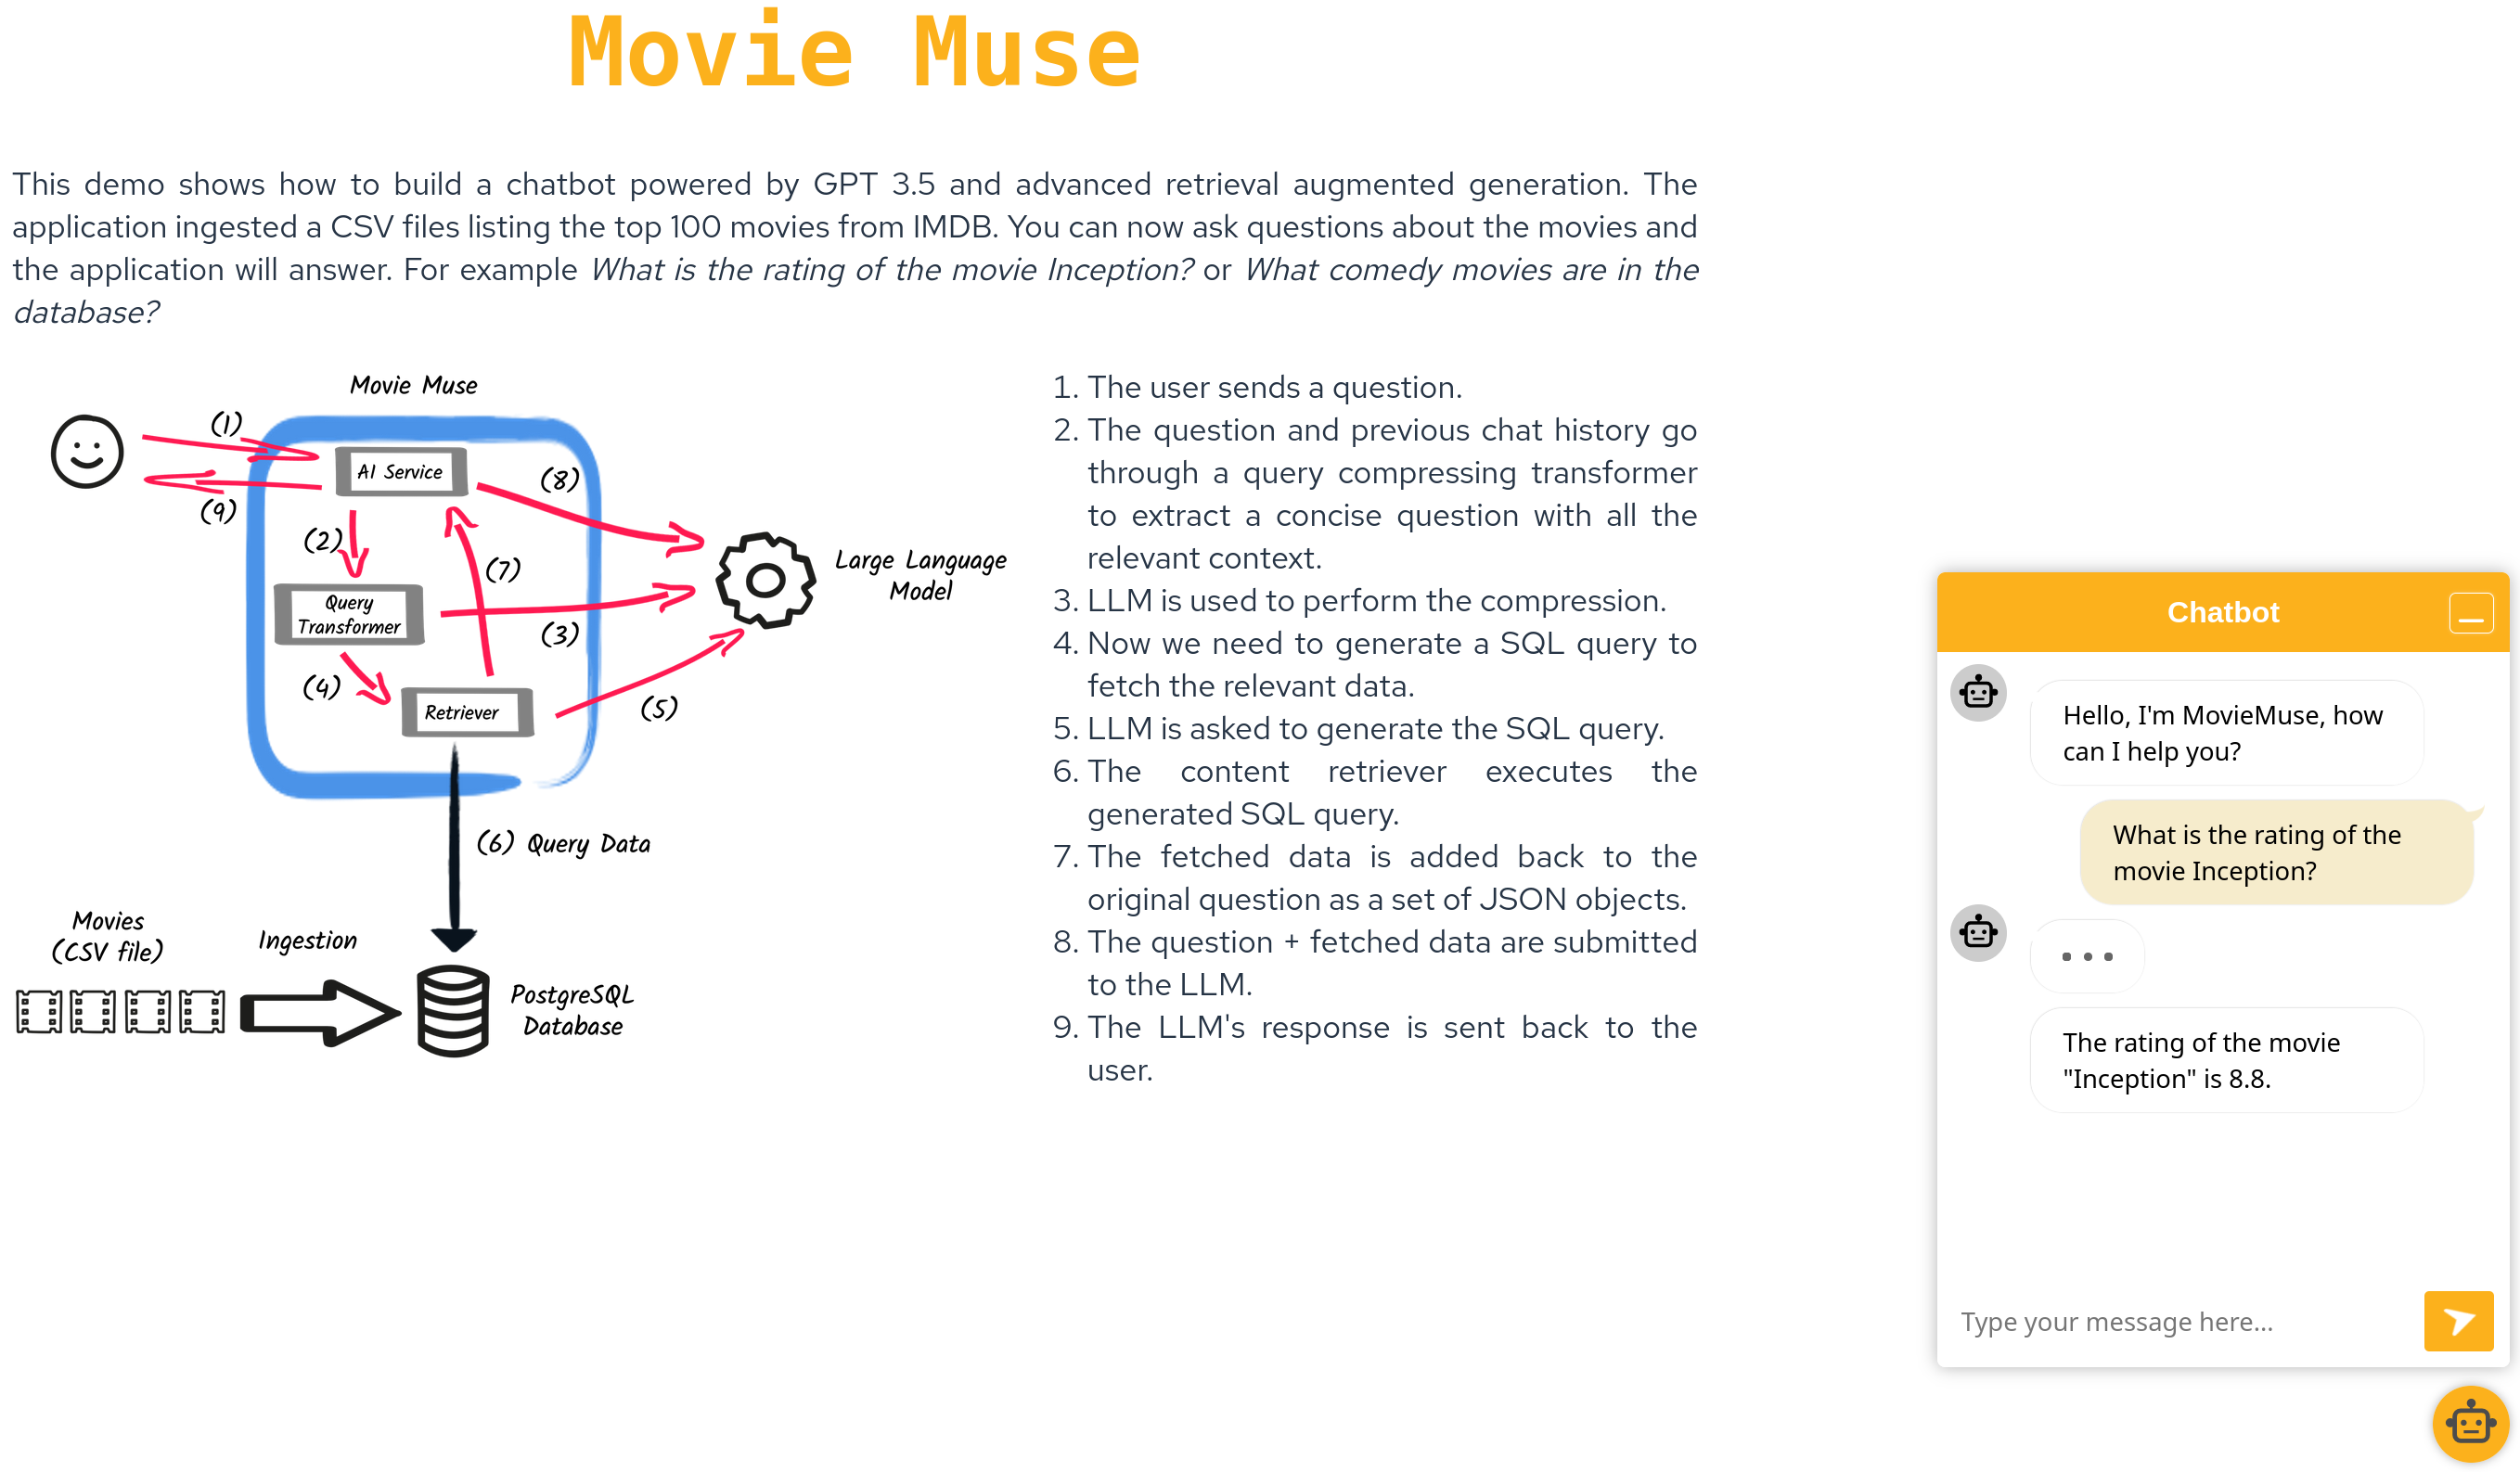 Movie Muse
This demo shows how to build a chatbot powered by GPT 3.5 and advanced retrieval augmented generation. The
application ingested a CSV files listing the top 100 movies from IMDB. You can now ask questions about the movies and
the application will answer. For example What is the rating of the movie Inception? or What comedy movies are in the
database?
Movie Muse
(1)
AI Service
(8)
(9)
(2)
(7)
Large Language
Model
Query
Transformer
(3)
(4)
Retriever
(5)
(6) Query Data
Movies
(CSV file)
Ingestion
PostgreSQL
Database
1. The user sends a question.
2. The question and previous chat history go
through a query compressing transformer
to extract a concise question with all the
relevant context.
3. LLM is used to perform the compression.
4. Now we need to generate a SQL query to
fetch the relevant data.
5. LLM is asked to generate the SQL query.
6. The content retriever executes the
generated SQL query.
7. The fetched data is added back to the
original question as a set of JSON objects.
8. The question + fetched data are submitted
to the LLM.
9. The LLM's response is sent back to the
user.
Chatbot
Hello, I'm MovieMuse, how
can I help you?
What is the rating of the
movie Inception?
The rating of the movie
"Inception" is 8.8.
Type your message here...